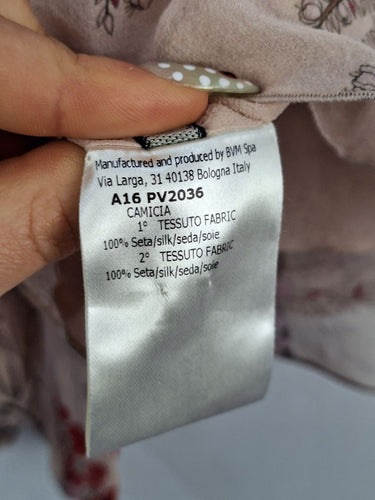 Manufactured and produced by BVM Spa
Via Larga, 31 40138 Bologna Italy
A16 PV2036
CAMICIA
1° TESSUTO FABRIC
100% Seta/silk/seda/soie
2° TESSUTO FABRIC
100% Seta/silk/seda/soie